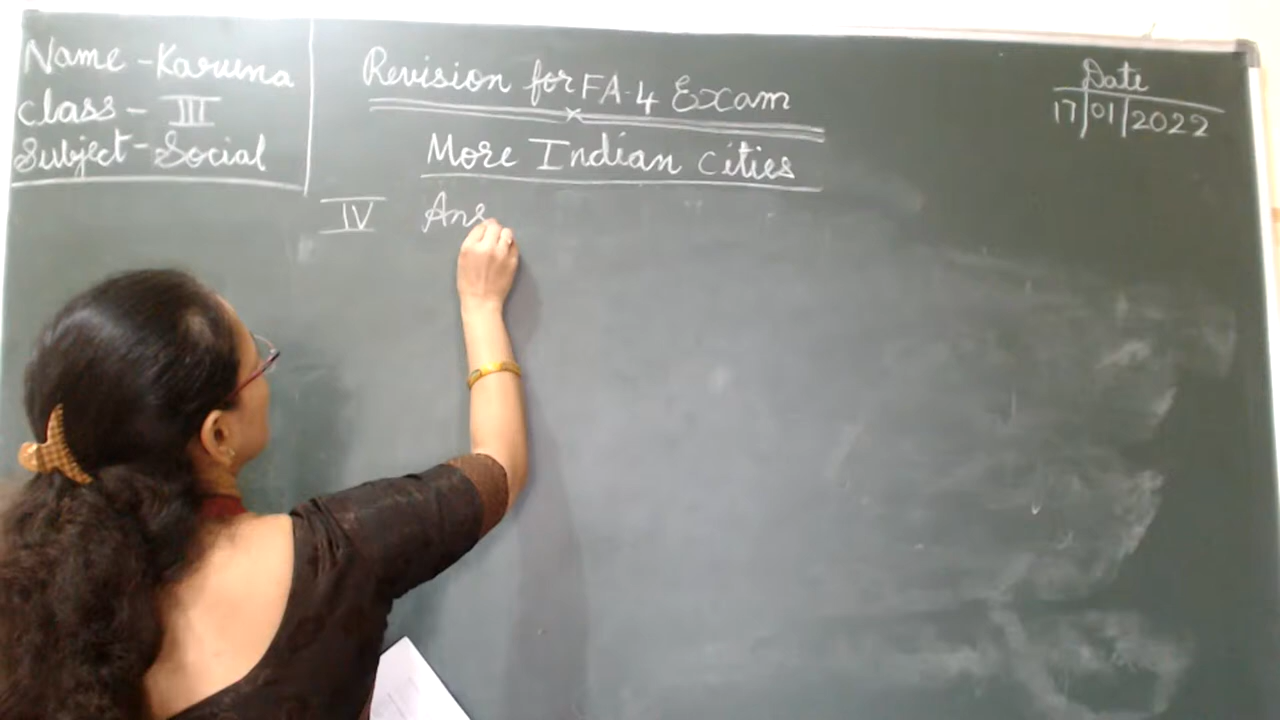 Name - Karuna
Class - III
Subject - Social
Revision for FA-4 Exam
More Indian Cities
IV Ans
Date
17/01/2022